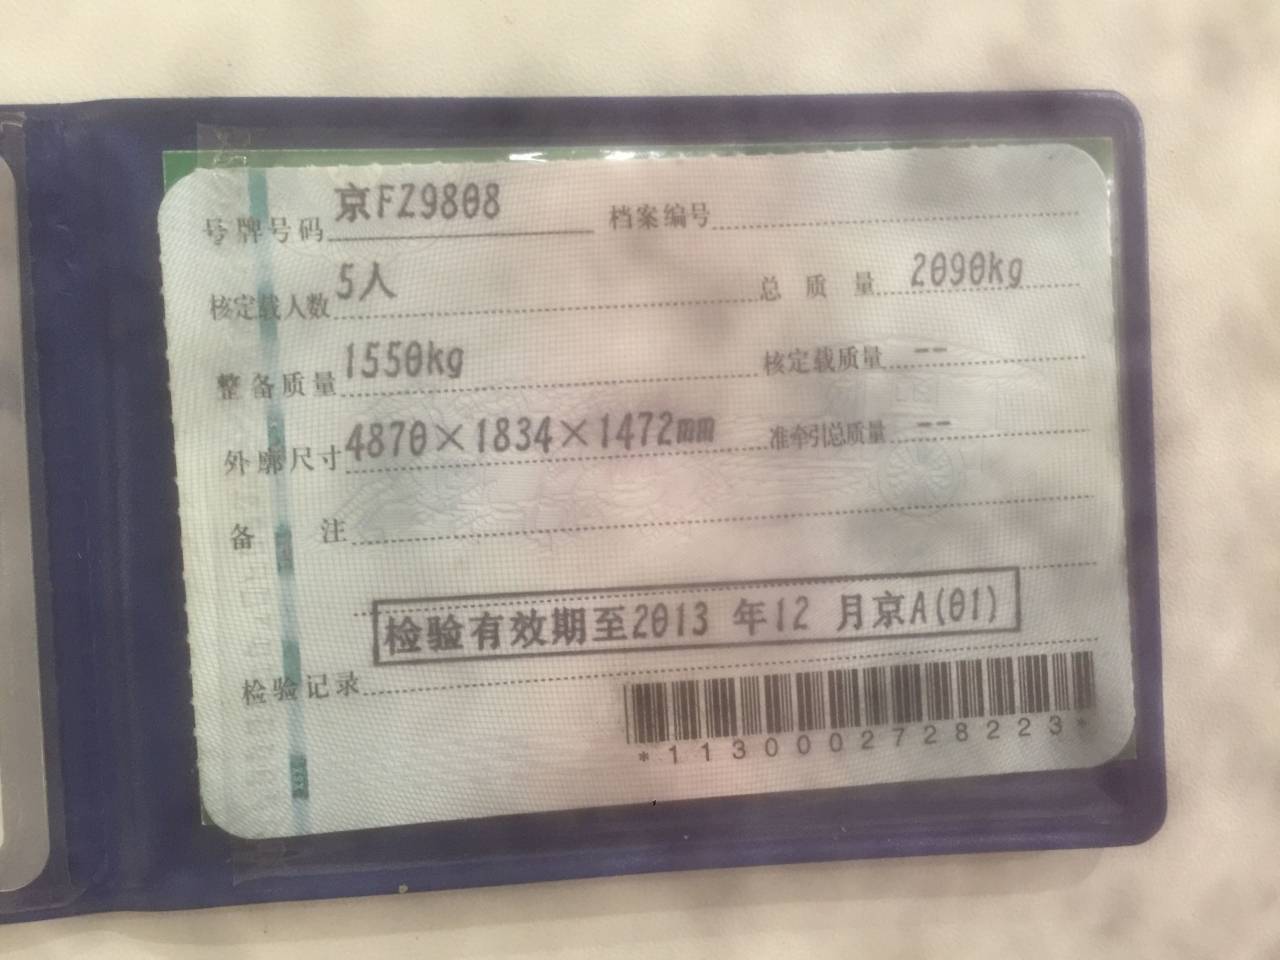 号牌号码 京FZ9808 档案编号
核定载人数 5人 总质量 2090kg
整备质量 1550kg 核定载质量 --
外廓尺寸 4870×1834×1472mm 准牵引总质量 --
备注
检验有效期至2013 年12 月京A(01)
检验记录
*1130002728223*